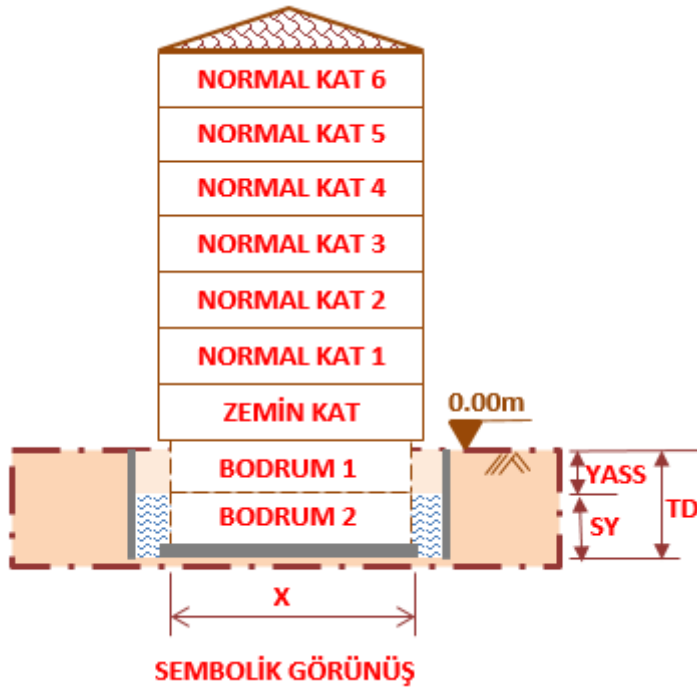 NORMAL KAT 6
NORMAL KAT 5
NORMAL KAT 4
NORMAL KAT 3
NORMAL KAT 2
NORMAL KAT 1
ZEMİN KAT
0.00m
BODRUM 1
YASS
TD
BODRUM 2
SY
X
SEMBOLİK GÖRÜNÜŞ